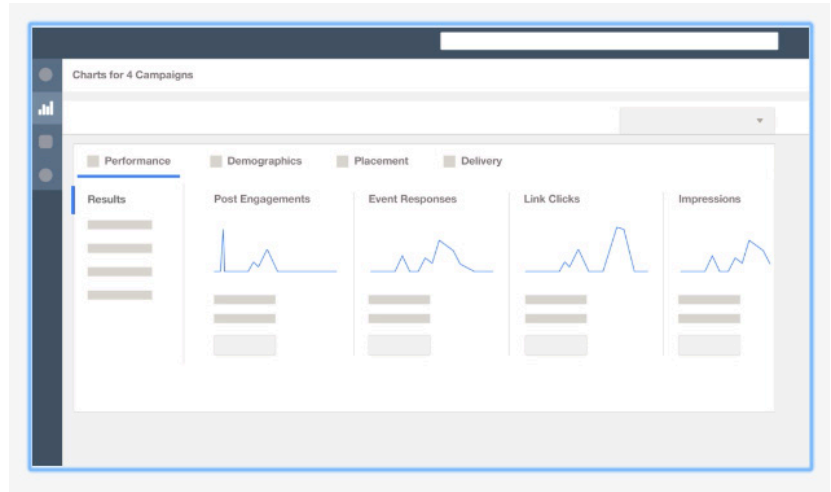 Charts for 4 Campaigns
Performance Demographics Placement Delivery
Results Post Engagements Event Responses Link Clicks Impressions